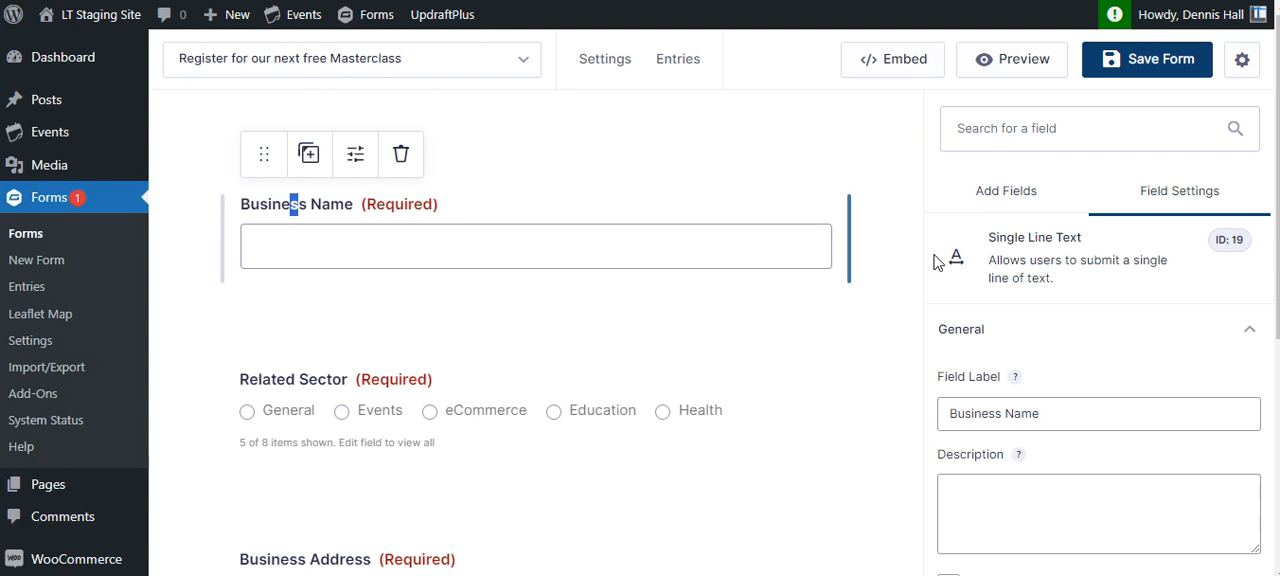 LT Staging Site 0 New Events Forms UpdraftPlus Howdy, Dennis Hall
Dashboard
Posts
Events
Media
Forms 1
Forms
New Form
Entries
Leaflet Map
Settings
Import/Export
Add-Ons
System Status
Help
Pages
Comments
WooCommerce
Register for our next free Masterclass
Settings Entries
Embed Preview Save Form
Business Name (Required)
Related Sector (Required)
General Events eCommerce Education Health
5 of 8 items shown. Edit field to view all
Business Address (Required)
Search for a field
Add Fields Field Settings
Single Line Text ID: 19
Allows users to submit a single
line of text.
General
Field Label ?
Business Name
Description ?